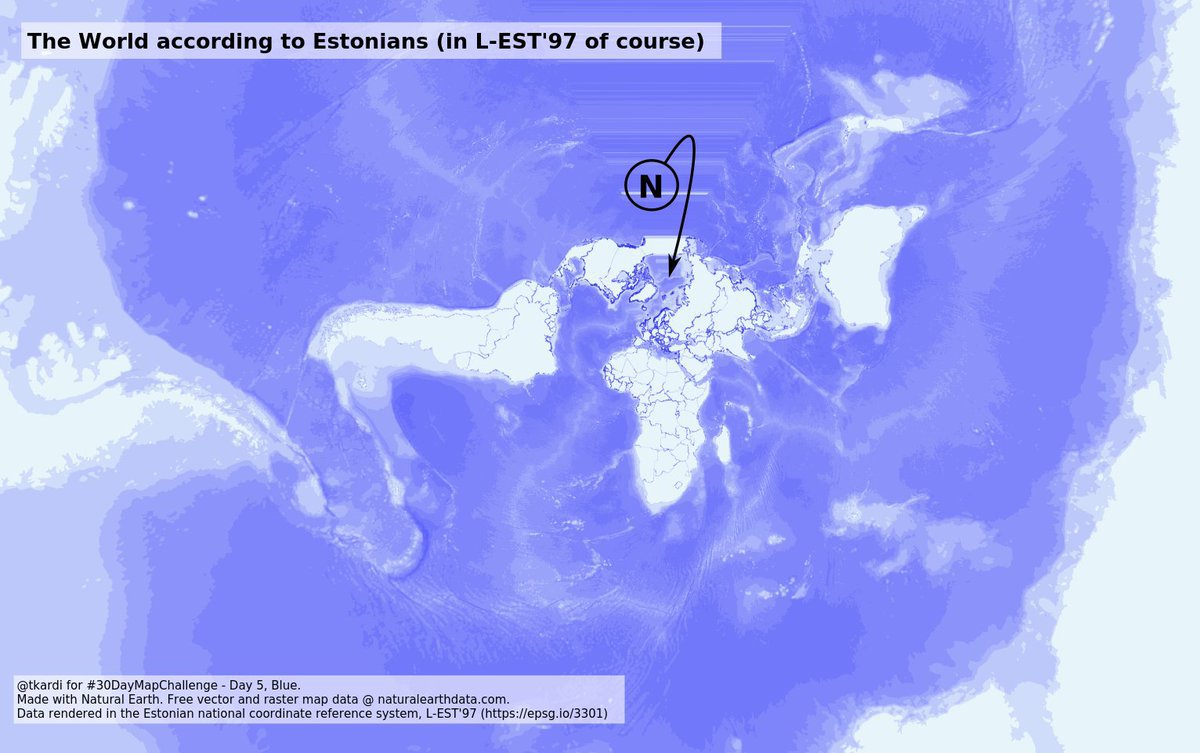 The World according to Estonians (in L-EST'97 of course)
N
@tkardi for #30DayMapChallenge - Day 5, Blue.
Made with Natural Earth. Free vector and raster map data @ naturalearthdata.com.
Data rendered in the Estonian national coordinate reference system, L-EST'97 (https://epsg.io/3301)